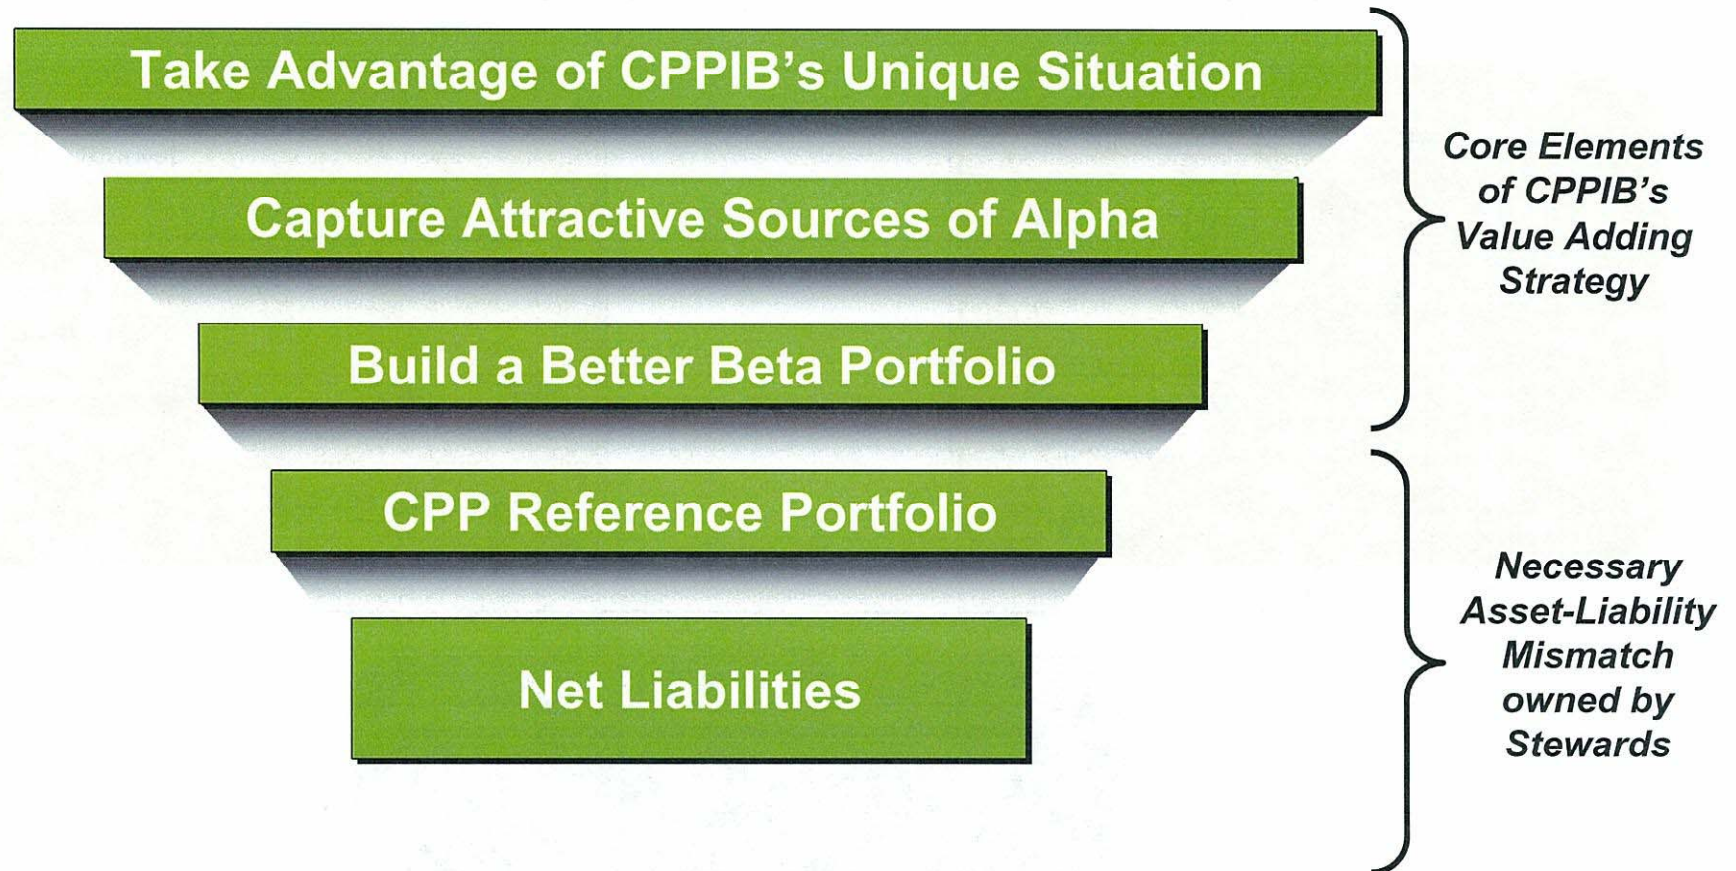 Take Advantage of CPPIB's Unique Situation
Capture Attractive Sources of Alpha
Build a Better Beta Portfolio
CPP Reference Portfolio
Net Liabilities
Core Elements
of CPPIB's
Value Adding
Strategy
Necessary
Asset-Liability
Mismatch
owned by
Stewards